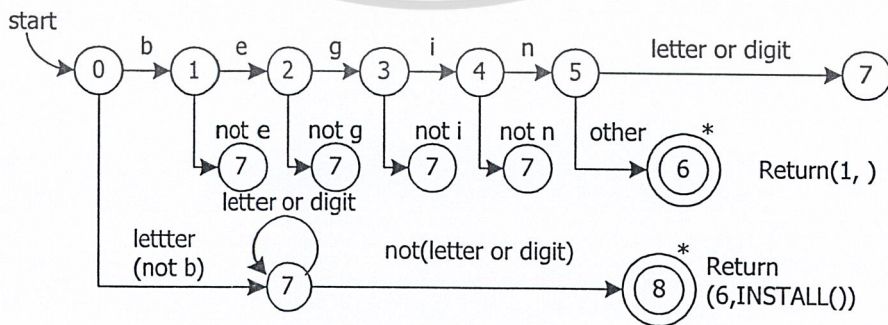 start
b e g i n letter or digit
0 1 2 3 4 5 7
not e not g not i not n other *
7 7 7 7 6 Return(1, )
letter or digit
lettter
(not b) not(letter or digit) *
7 8 Return
(6,INSTALL())